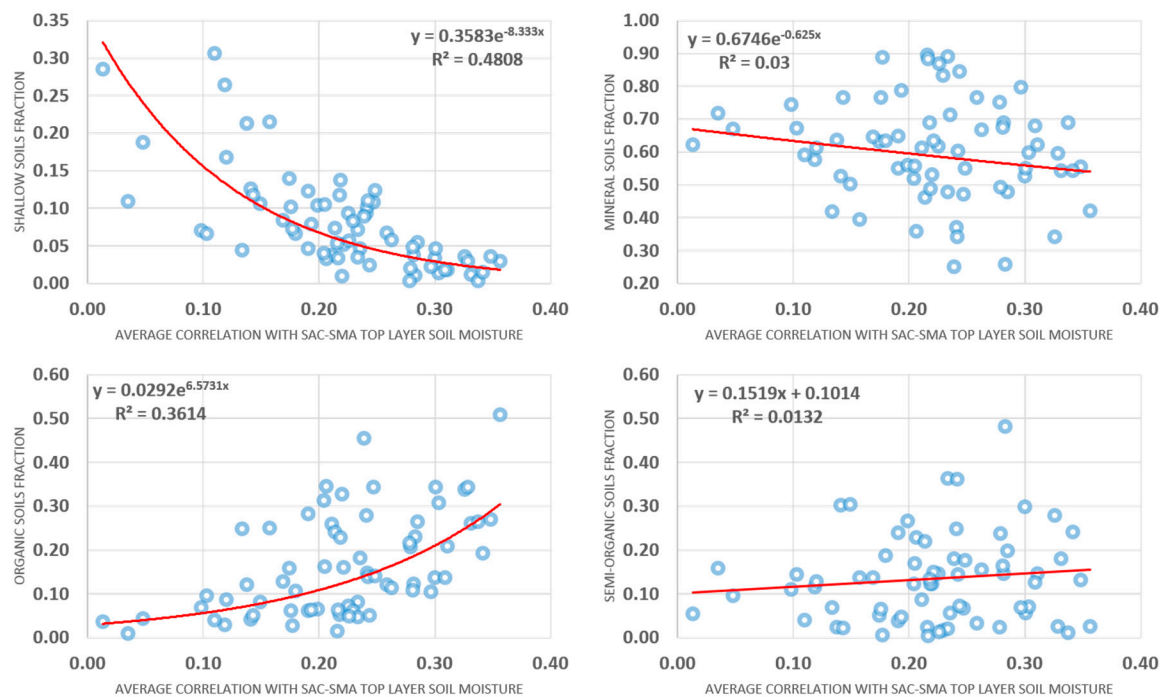 y = 0.3583e^-8.333x
R² = 0.4808
SHALLOW SOILS FRACTION
0.35
0.30
0.25
0.20
0.15
0.10
0.05
0.00
0.00 0.10 0.20 0.30 0.40
AVERAGE CORRELATION WITH SAC-SMA TOP LAYER SOIL MOISTURE
y = 0.6746e^-0.625x
R² = 0.03
MINERAL SOILS FRACTION
1.00
0.90
0.80
0.70
0.60
0.50
0.40
0.30
0.20
0.00 0.10 0.20 0.30 0.40
AVERAGE CORRELATION WITH SAC-SMA TOP LAYER SOIL MOISTURE
y = 0.0292e^6.5731x
R² = 0.3614
ORGANIC SOILS FRACTION
0.60
0.50
0.40
0.30
0.20
0.10
0.00
0.00 0.10 0.20 0.30 0.40
AVERAGE CORRELATION WITH SAC-SMA TOP LAYER SOIL MOISTURE
y = 0.1519x + 0.1014
R² = 0.0132
SEMI-ORGANIC SOILS FRACTION
0.60
0.50
0.40
0.30
0.20
0.10
0.00
0.00 0.10 0.20 0.30 0.40
AVERAGE CORRELATION WITH SAC-SMA TOP LAYER SOIL MOISTURE